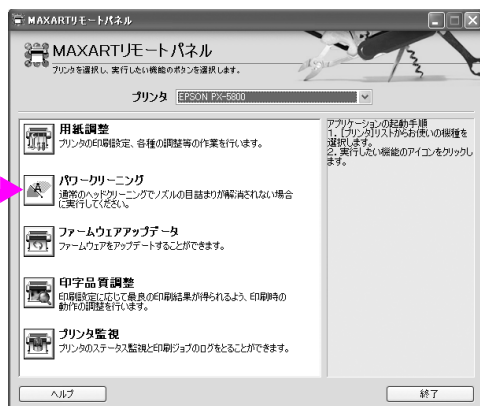 MAXARTリモートパネル
MAXARTリモートパネル
プリンタを選択し、実行したい機能のボタンを選択します。
プリンタ EPSON PX-5800
用紙調整
プリンタの印刷設定、各種の調整等の作業を行います。
パワークリーニング
通常のヘッドクリーニングでノズルの目詰まりが解消されない場合
に実行してください。
ファームウェアアップデータ
ファームウェアをアップデートすることができます。
印字品質調整
印刷設定に応じて最良の印刷結果が得られるよう、印刷時の
動作の調整を行います。
プリンタ監視
プリンタのステータス監視と印刷ジョブのログをとることができます。
アプリケーションの起動手順
1. [プリンタ]リストからお使いの機種を
選択します。
2. 実行したい機能のアイコンをクリックし
ます。
ヘルプ
終了